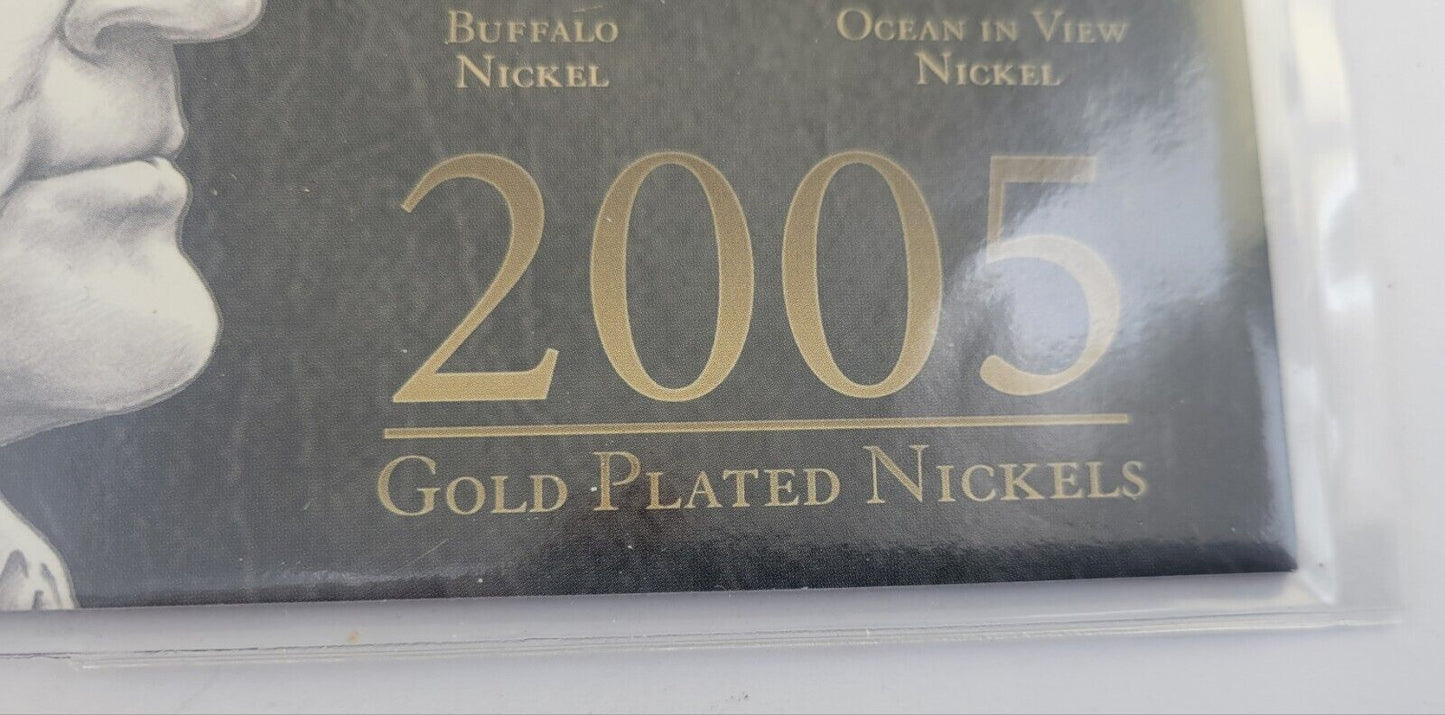 BUFFALO
NICKEL
OCEAN IN VIEW
NICKEL
2005
GOLD PLATED NICKELS